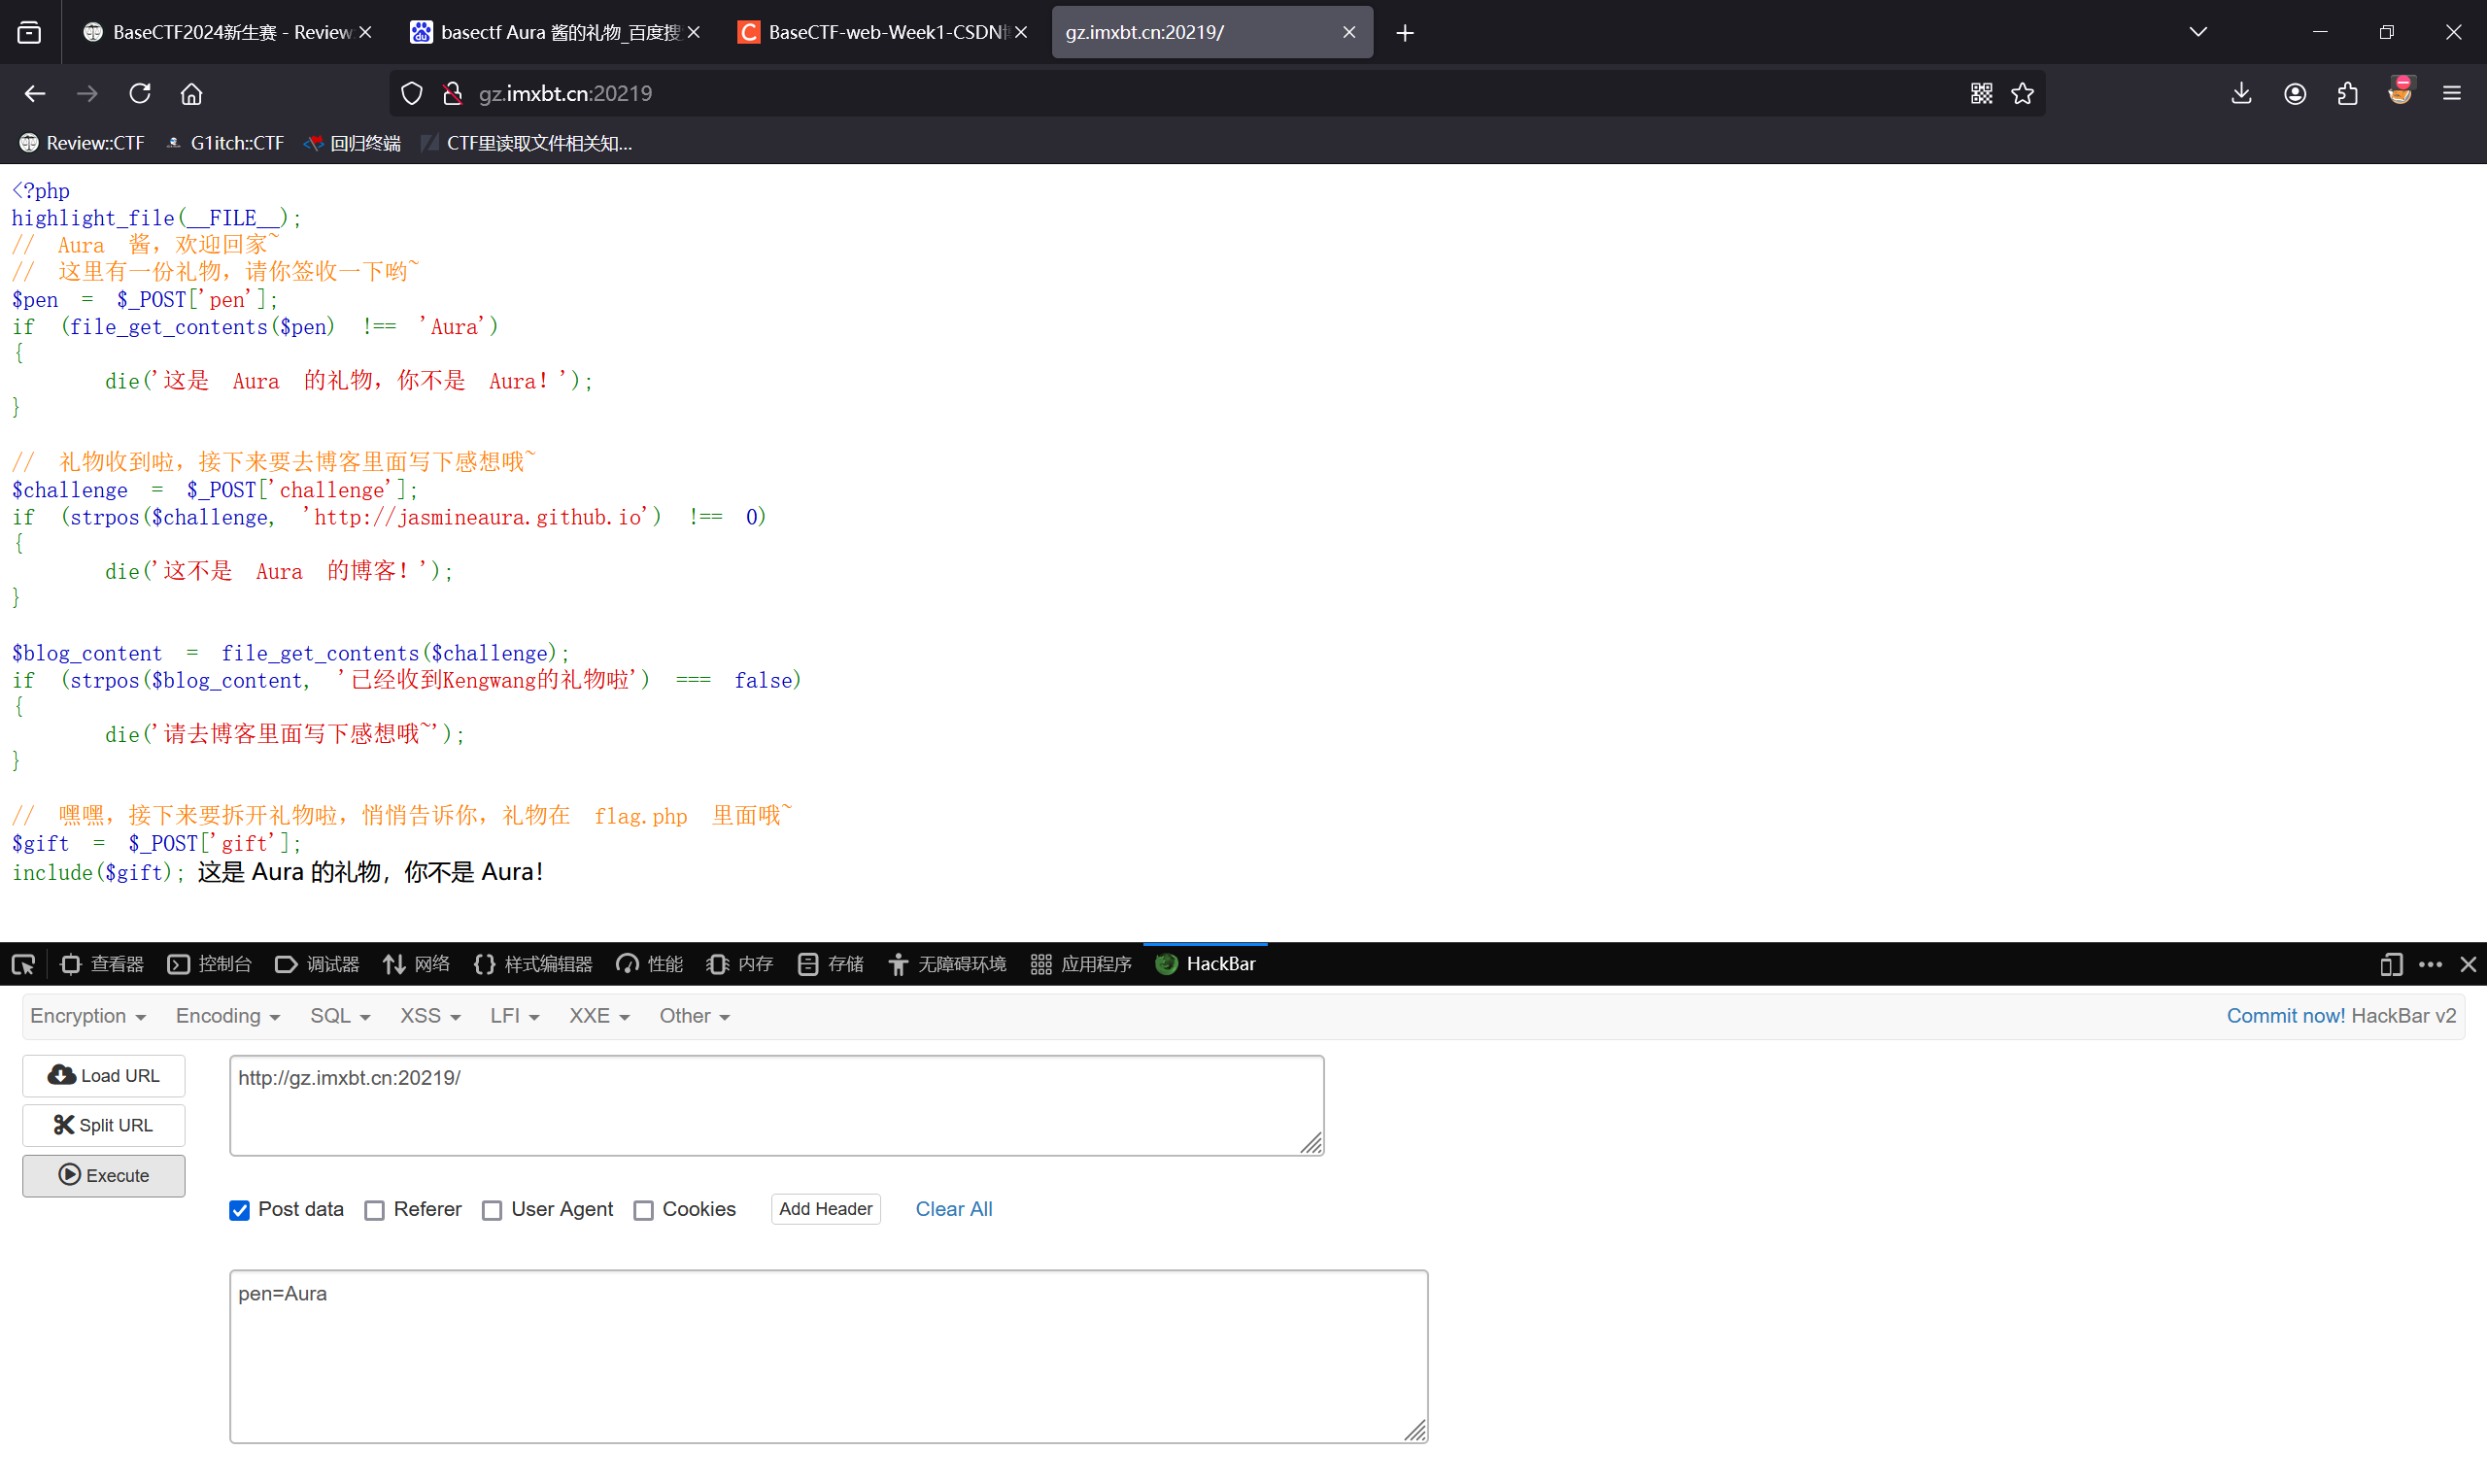 BaseCTF2024新生赛 - Review:
basectf Aura 酱的礼物_百度搜
BaseCTF-web-Week1-CSDN
gz.imxbt.cn:20219/
gz.imxbt.cn:20219
Review::CTF
G1itch::CTF
回归终端
CTF里读取文件相关知...
<?php
highlight_file(__FILE__);
// Aura 酱，欢迎回家~
// 这里有一份礼物，请你签收一下哟~
$pen = $_POST['pen'];
if (file_get_contents($pen) !== 'Aura')
{
die('这是 Aura 的礼物，你不是 Aura！');
}
// 礼物收到啦，接下来要去博客里面写下感想哦~
$challenge = $_POST['challenge'];
if (strpos($challenge, 'http://jasmineaura.github.io') !== 0)
{
die('这不是 Aura 的博客！');
}
$blog_content = file_get_contents($challenge);
if (strpos($blog_content, '已经收到Kengwang的礼物啦') === false)
{
die('请去博客里面写下感想哦~');
}
// 嘿嘿，接下来要拆开礼物啦，悄悄告诉你，礼物在 flag.php 里面哦~
$gift = $_POST['gift'];
include($gift); 这是 Aura 的礼物，你不是 Aura！
查看器 控制台 调试器 网络 样式编辑器 性能 内存 存储 无障碍环境 应用程序 HackBar
Encryption Encoding SQL XSS LFI XXE Other Commit now! HackBar v2
Load URL
http://gz.imxbt.cn:20219/
Split URL
Execute
Post data Referer User Agent Cookies Add Header Clear All
pen=Aura